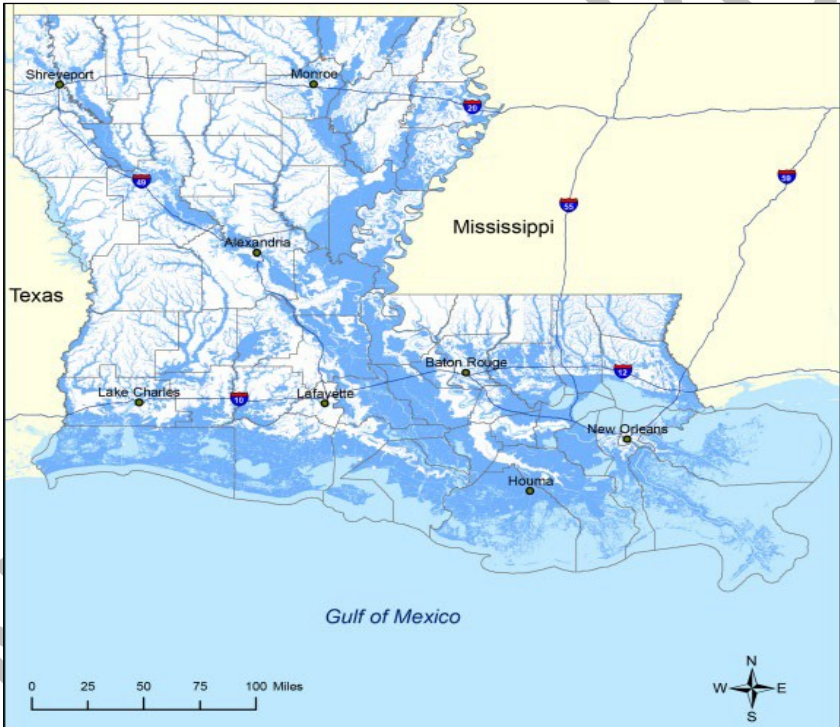 Shreveport
Monroe
20
49
55
59
Mississippi
Alexandria
Texas
Baton Rouge
12
Lake Charles
10
Lafayette
New Orleans
Houma
Gulf of Mexico
0 25 50 75 100 Miles
N
W E
S